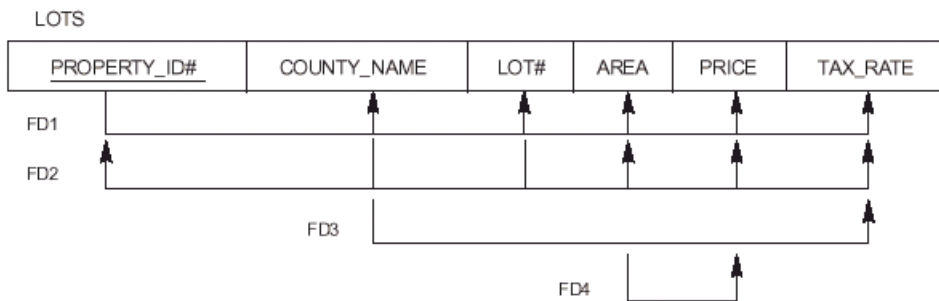 LOTS
PROPERTY_ID# COUNTY_NAME LOT# AREA PRICE TAX_RATE
FD1
FD2
FD3
FD4